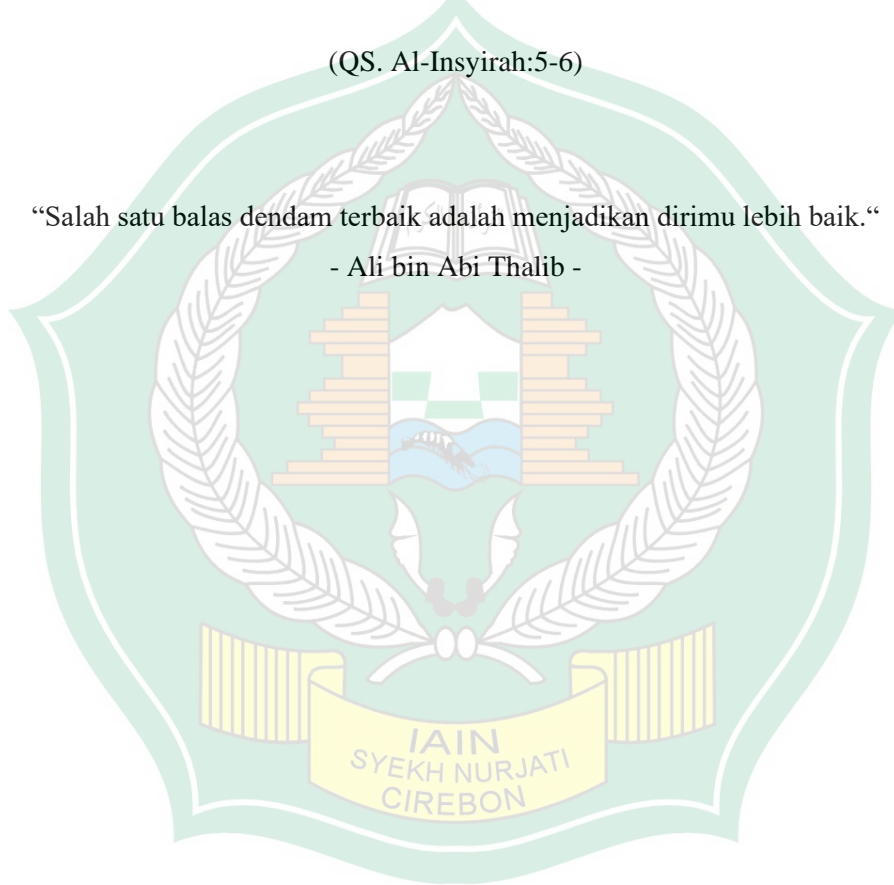 (QS. Al-Insyirah:5-6)
“Salah satu balas dendam terbaik adalah menjadikan dirimu lebih baik.“
- Ali bin Abi Thalib -
IAIN
SYEKH NURJATI
CIREBON